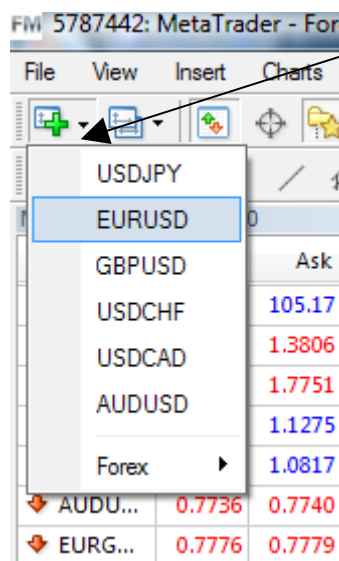 FM 5787442: MetaTrader - For
File View Insert Charts
USDJPY
EURUSD
GBPUSD
USDCHF
USDCAD
AUDUSD
Forex
Ask
105.17
1.3806
1.7751
1.1275
1.0817
AUDU... 0.7736 0.7740
EURG... 0.7776 0.7779